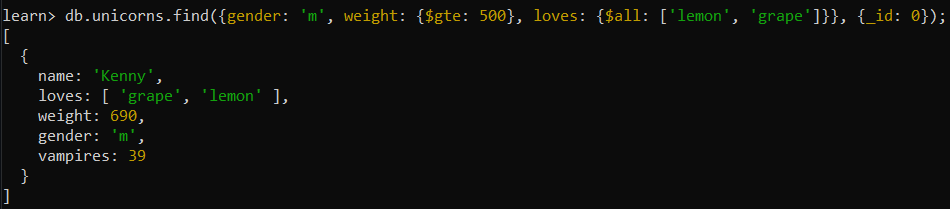 learn> db.unicorns.find({gender: 'm', weight: {$gte: 500}, loves: {$all: ['lemon', 'grape']}}, {_id: 0});
[
  {
    name: 'Kenny',
    loves: [ 'grape', 'lemon' ],
    weight: 690,
    gender: 'm',
    vampires: 39
  }
]